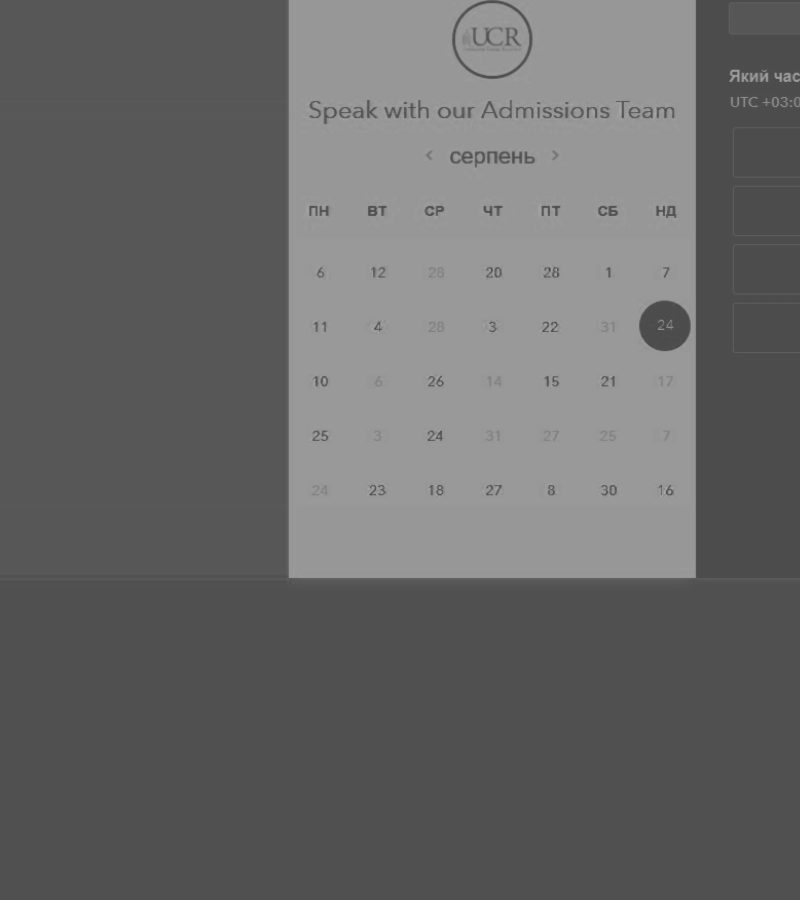 UCR
Speak with our Admissions Team
‹ серпень ›
ПН ВТ СР ЧТ ПТ СБ НД
6 12 28 20 28 1 7
11 4 28 3 22 31 24
10 6 26 14 15 21 17
25 3 24 31 27 25 7
24 23 18 27 8 30 16
Який час
UTC +03:0